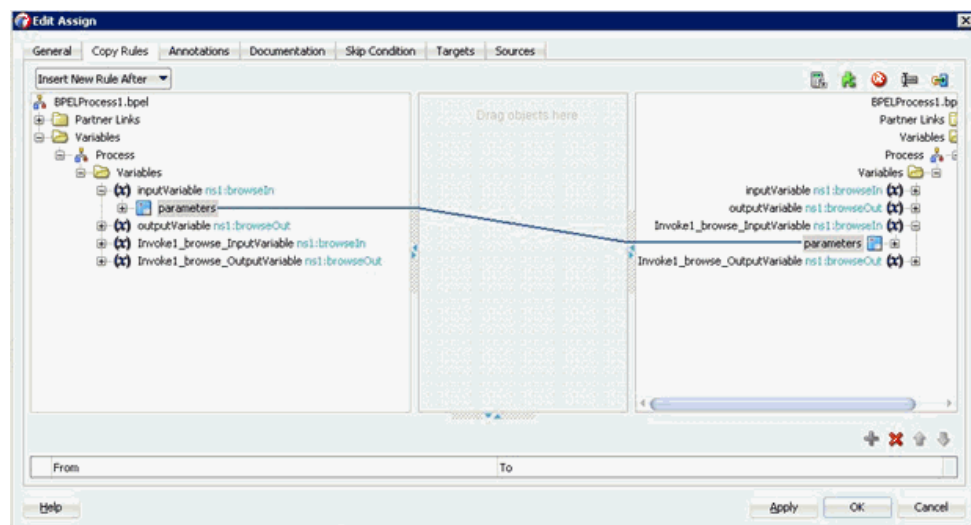 Edit Assign
General Copy Rules Annotations Documentation Skip Condition Targets Sources
Insert New Rule After
BPELProcess1.bpel
Partner Links
Variables
Process
Variables
(x) inputVariable ns1:browseIn
parameters
(x) outputVariable ns1:browseOut
(x) Invoke1_browse_InputVariable ns1:browseIn
(x) Invoke1_browse_OutputVariable ns1:browseOut
Drag objects here
BPELProcess1.bp
Partner Links
Variables
Process
Variables
inputVariable ns1:browseIn (x)
outputVariable ns1:browseOut (x)
Invoke1_browse_InputVariable ns1:browseIn (x)
parameters
Invoke1_browse_OutputVariable ns1:browseOut (x)
From To
Help Apply OK Cancel